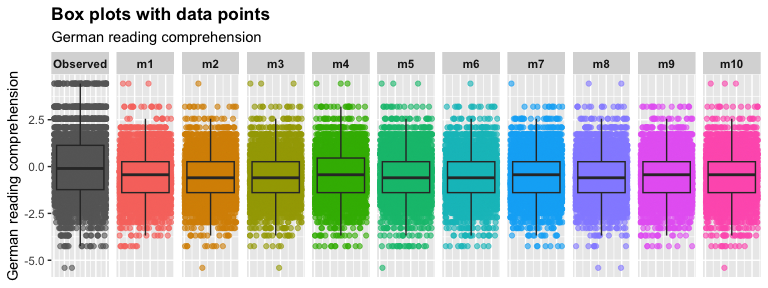 Box plots with data points
German reading comprehension
Observed m1 m2 m3 m4 m5 m6 m7 m8 m9 m10
German reading comprehension
2.5
0.0
-2.5
-5.0